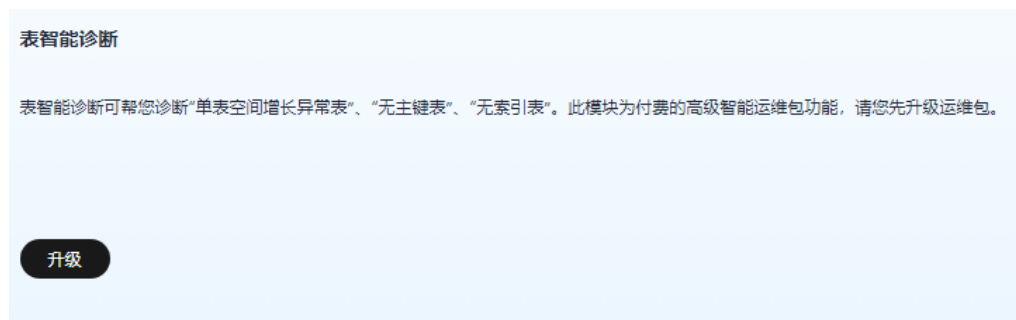 表智能诊断
表智能诊断可帮您诊断“单表空间增长异常表”、“无主键表”、“无索引表”。此模块为付费的高级智能运维包功能，请您先升级运维包。
升级